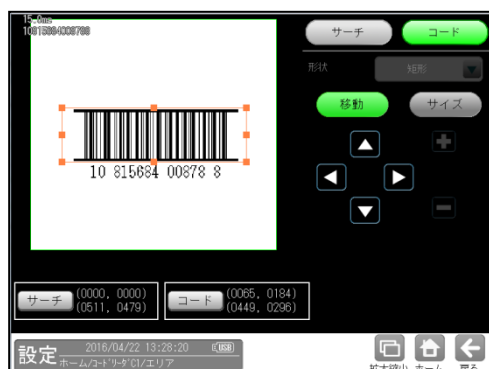 15.0ms
10815684008788
サーチ
コード
形状
矩形
移動
サイズ
10 815684 00878 8
サーチ
(0000, 0000)
(0511, 0479)
コード
(0065, 0184)
(0449, 0296)
設定
2016/04/22 13:28:20
USB
ホーム/コードリーダC1/エリア
拡大縮小
ホーム
戻る